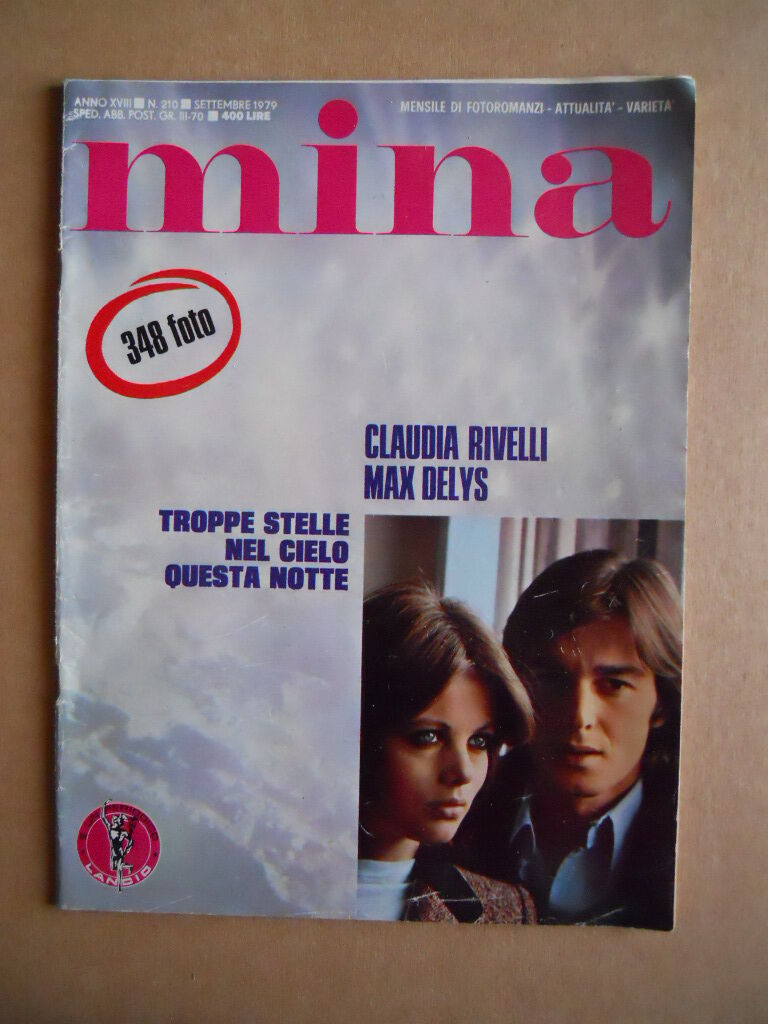 ANNO XVIII ■ N. 210 ■ SETTEMBRE 1979
SPED. ABB. POST. GR. III-70 ■ 400 LIRE
MENSILE DI FOTOROMANZI - ATTUALITA' - VARIETA'
mina
348 foto
CLAUDIA RIVELLI
MAX DELYS
TROPPE STELLE
NEL CIELO
QUESTA NOTTE
LANCIO